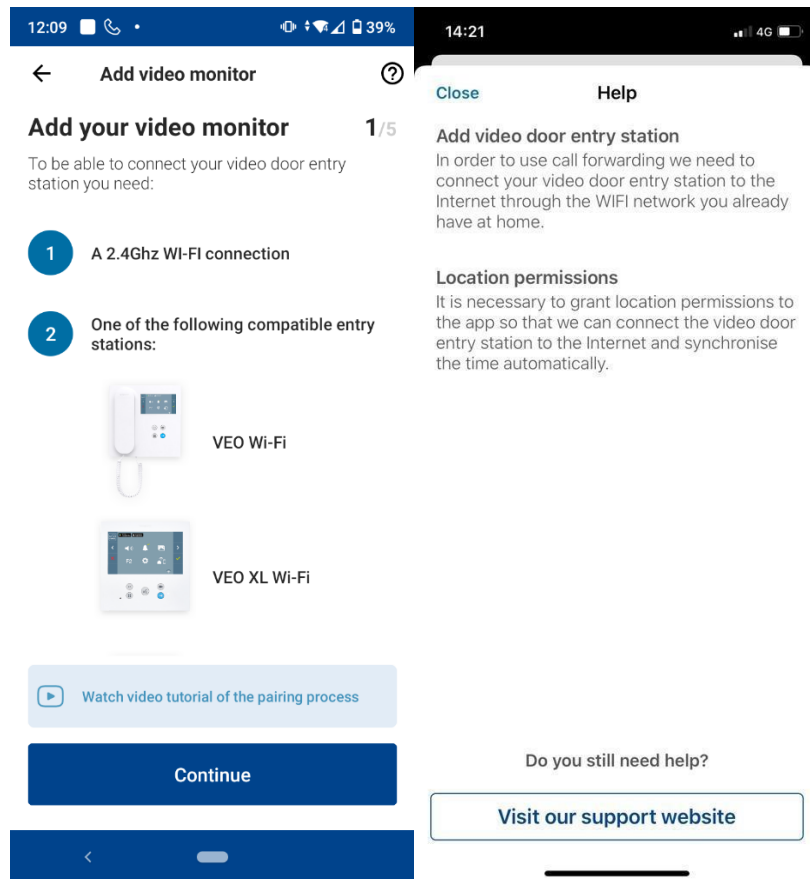 12:09
39%
Add video monitor
Add your video monitor
1/5
To be able to connect your video door entry
station you need:
1
A 2.4Ghz WI-FI connection
2
One of the following compatible entry
stations:
VEO Wi-Fi
VEO XL Wi-Fi
Watch video tutorial of the pairing process
Continue
14:21
4G
Close
Help
Add video door entry station
In order to use call forwarding we need to
connect your video door entry station to the
Internet through the WIFI network you already
have at home.
Location permissions
It is necessary to grant location permissions to
the app so that we can connect the video door
entry station to the Internet and synchronise
the time automatically.
Do you still need help?
Visit our support website